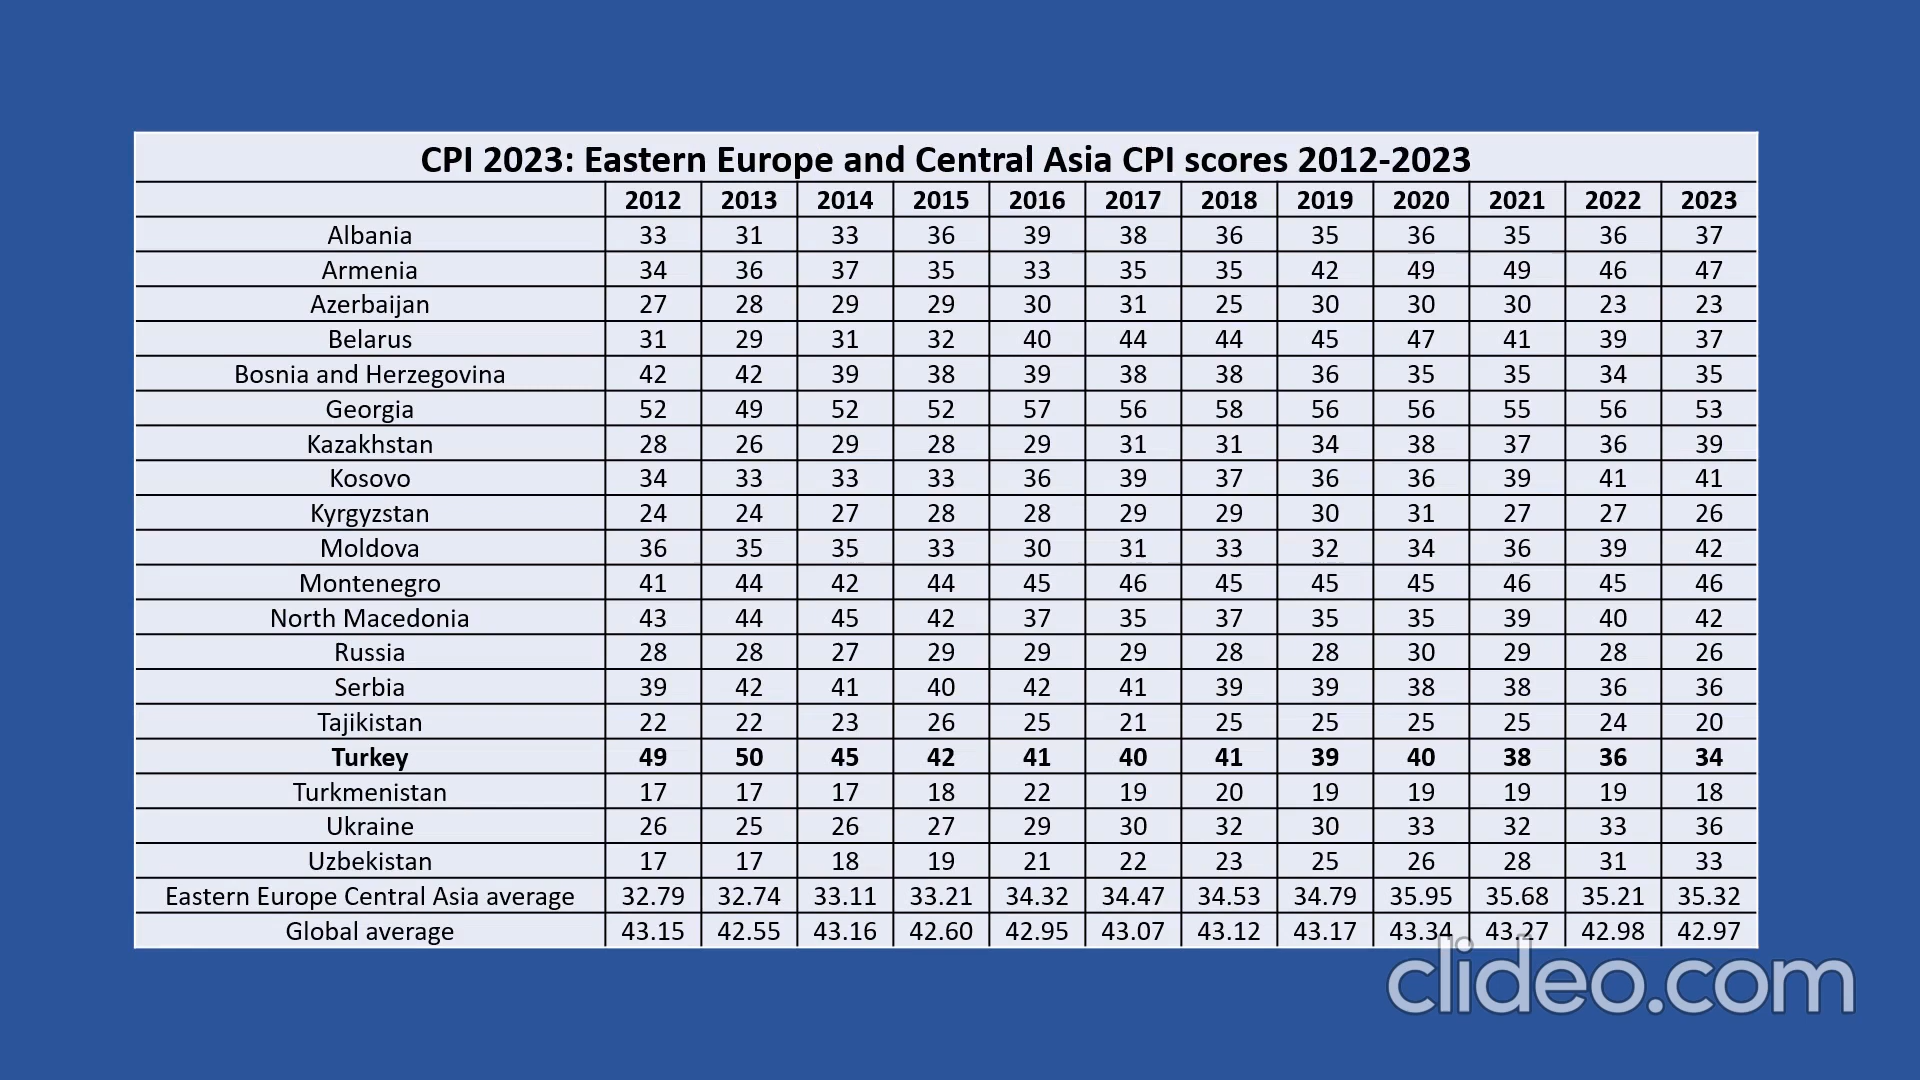 CPI 2023: Eastern Europe and Central Asia CPI scores 2012-2023
2012 2013 2014 2015 2016 2017 2018 2019 2020 2021 2022 2023
Albania 33 31 33 36 39 38 36 35 36 35 36 37
Armenia 34 36 37 35 33 35 35 42 49 49 46 47
Azerbaijan 27 28 29 29 30 31 25 30 30 30 23 23
Belarus 31 29 31 32 40 44 44 45 47 41 39 37
Bosnia and Herzegovina 42 42 39 38 39 38 38 36 35 35 34 35
Georgia 52 49 52 52 57 56 58 56 56 55 56 53
Kazakhstan 28 26 29 28 29 31 31 34 38 37 36 39
Kosovo 34 33 33 33 36 39 37 36 36 39 41 41
Kyrgyzstan 24 24 27 28 28 29 29 30 31 27 27 26
Moldova 36 35 35 33 30 31 33 32 34 36 39 42
Montenegro 41 44 42 44 45 46 45 45 45 46 45 46
North Macedonia 43 44 45 42 37 35 37 35 35 39 40 42
Russia 28 28 27 29 29 29 28 28 30 29 28 26
Serbia 39 42 41 40 42 41 39 39 38 38 36 36
Tajikistan 22 22 23 26 25 21 25 25 25 25 24 20
Turkey 49 50 45 42 41 40 41 39 40 38 36 34
Turkmenistan 17 17 17 18 22 19 20 19 19 19 19 18
Ukraine 26 25 26 27 29 30 32 30 33 32 33 36
Uzbekistan 17 17 18 19 21 22 23 25 26 28 31 33
Eastern Europe Central Asia average 32.79 32.74 33.11 33.21 34.32 34.47 34.53 34.79 35.95 35.68 35.21 35.32
Global average 43.15 42.55 43.16 42.60 42.95 43.07 43.12 43.17 43.34 43.27 42.98 42.97
clideo.com